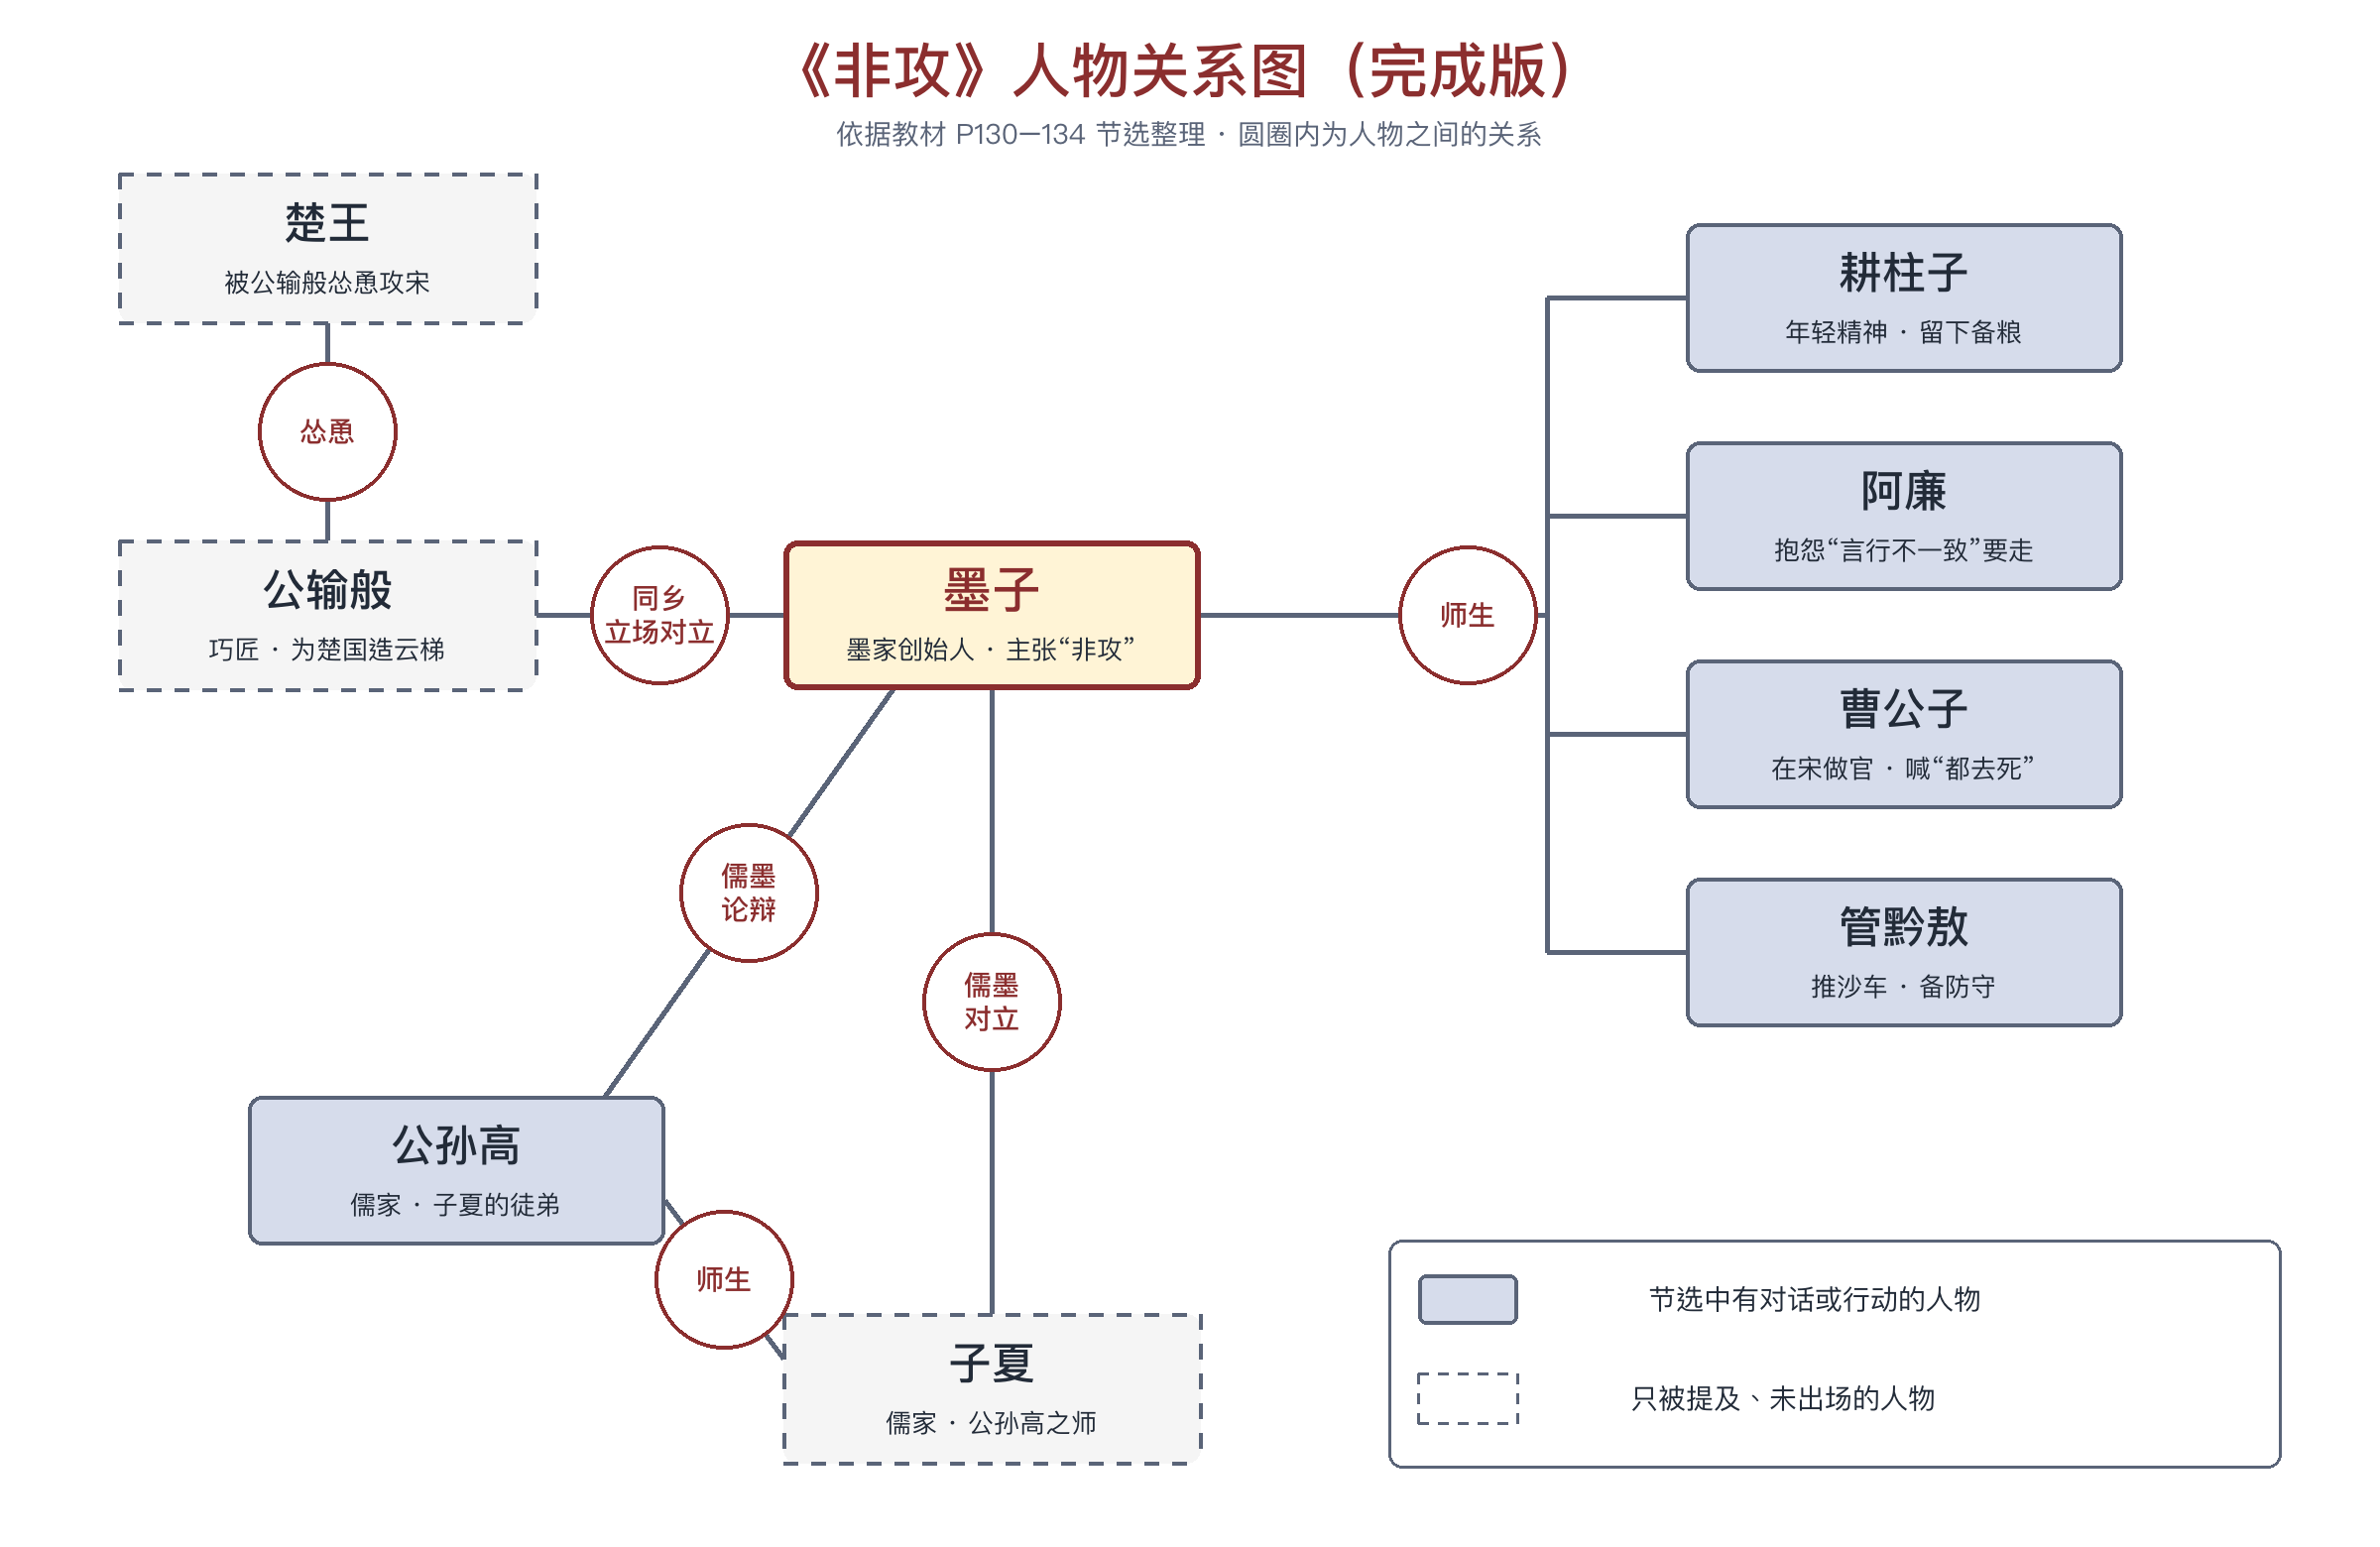 《非攻》人物关系图（完成版）
依据教材 P130—134 节选整理 · 圆圈内为人物之间的关系
楚王
被公输般怂恿攻宋
怂恿
公输般
巧匠 · 为楚国造云梯
同乡
立场对立
墨子
墨家创始人 · 主张“非攻”
师生
耕柱子
年轻精神 · 留下备粮
阿廉
抱怨“言行不一致”要走
曹公子
在宋做官 · 喊“都去死”
管黔敖
推沙车 · 备防守
儒墨
论辩
儒墨
对立
公孙高
儒家 · 子夏的徒弟
师生
子夏
儒家 · 公孙高之师
节选中有对话或行动的人物
只被提及、未出场的人物